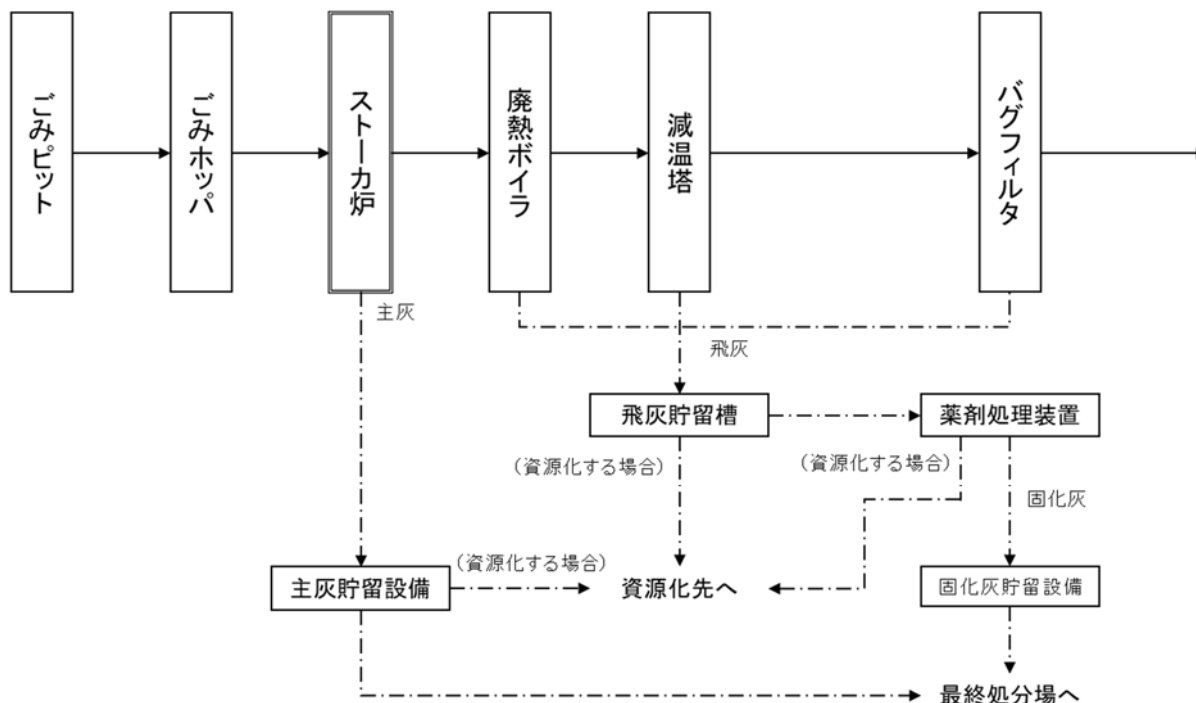 ごみピット
ごみホッパ
ストーカ炉
廃熱ボイラ
減温塔
バグフィルタ
主灰
飛灰
飛灰貯留槽
薬剤処理装置
（資源化する場合）
（資源化する場合）
固化灰
（資源化する場合）
主灰貯留設備
資源化先へ
固化灰貯留設備
最終処分場へ